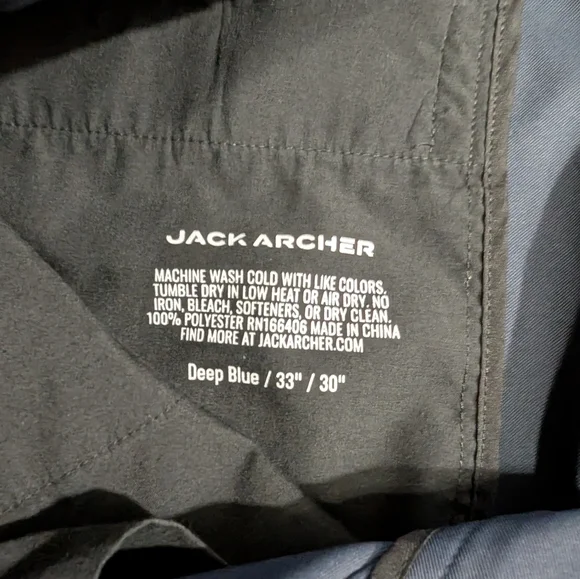 JACK ARCHER
MACHINE WASH COLD WITH LIKE COLORS.
TUMBLE DRY IN LOW HEAT OR AIR DRY. NO
IRON, BLEACH, SOFTENERS, OR DRY CLEAN.
100% POLYESTER RN166406 MADE IN CHINA
FIND MORE AT JACKARCHER.COM
Deep Blue / 33" / 30"